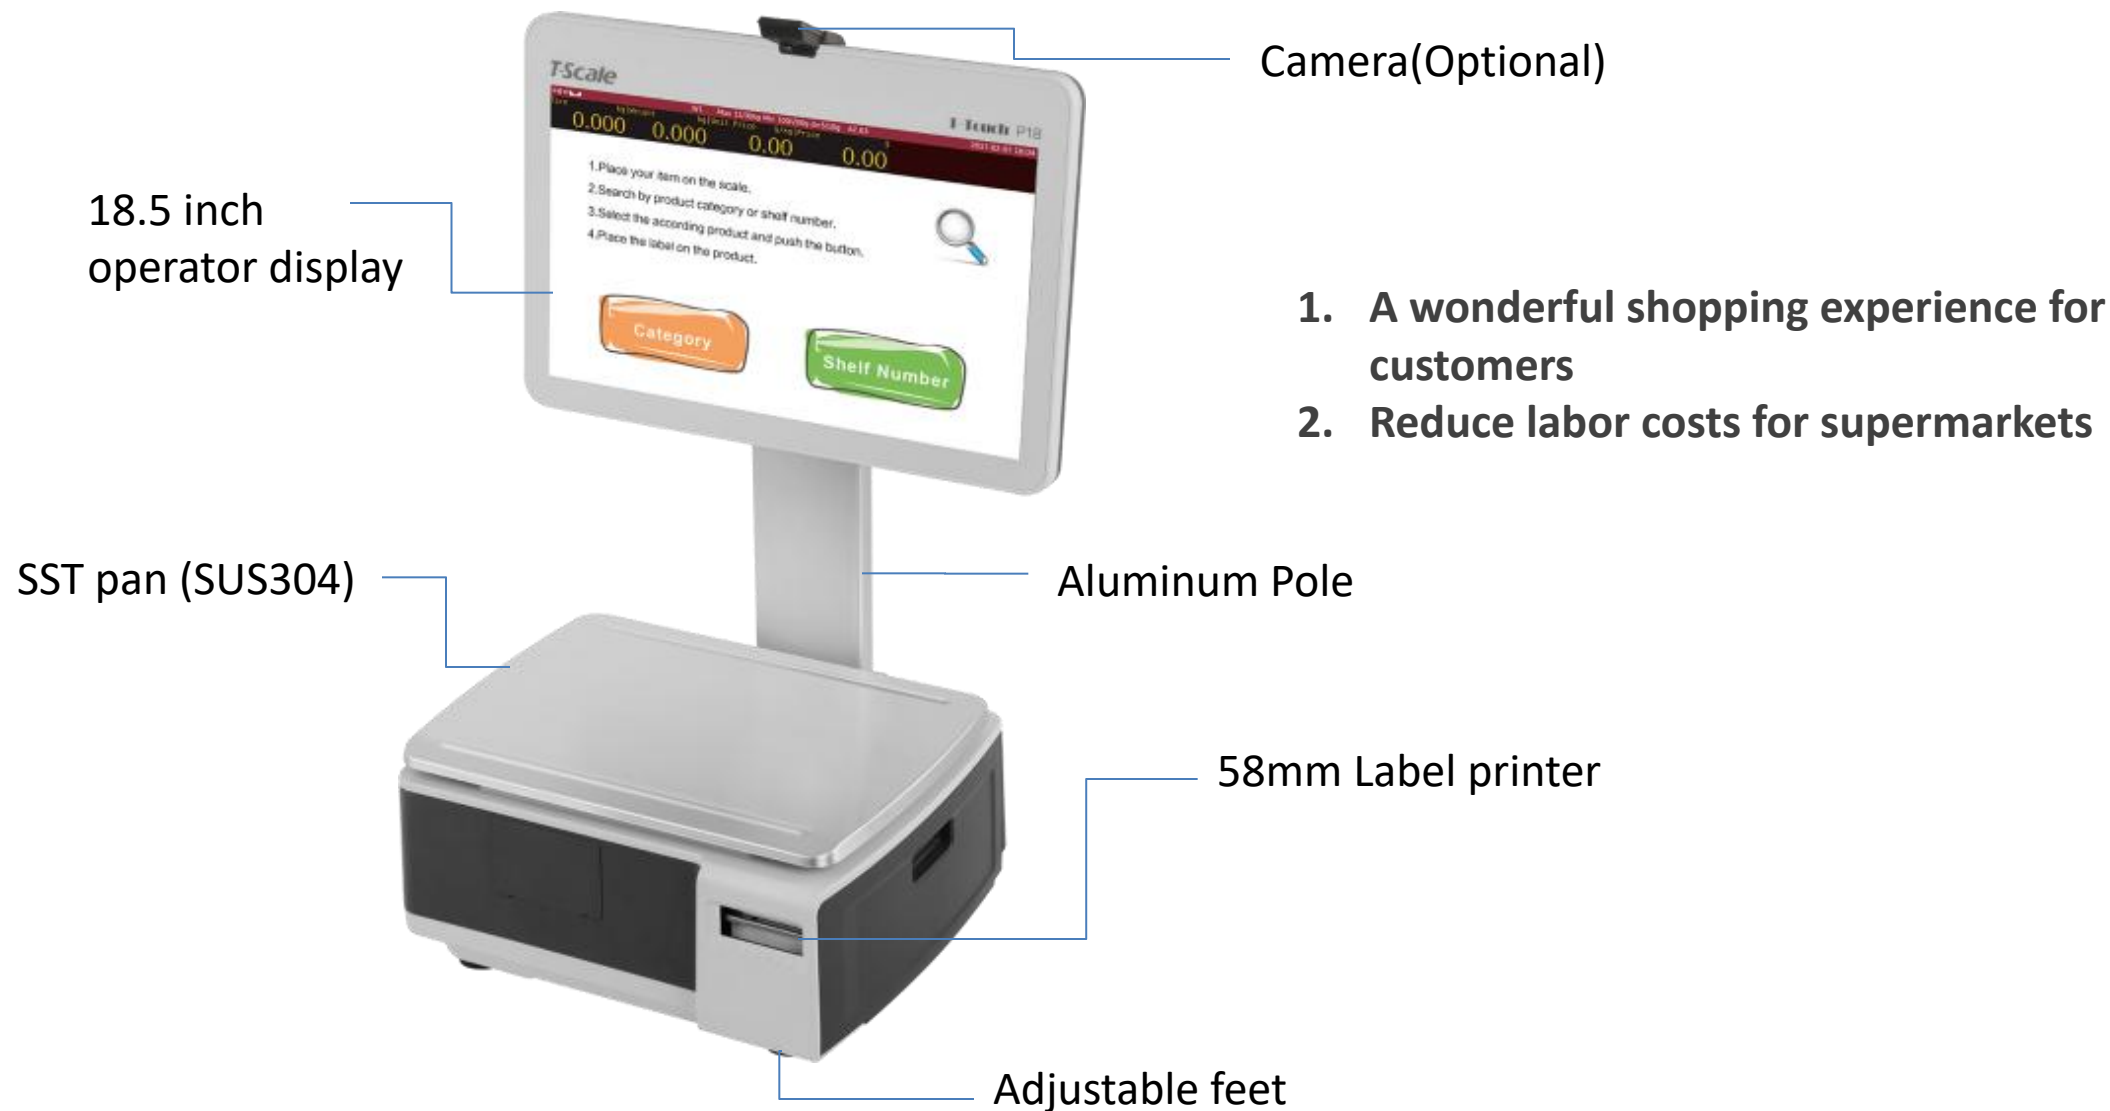 Camera(Optional)
T-Scale
T-Touch P18
0.000 0.000 0.00 0.00
1.Place your item on the scale.
2.Search by product category or shelf number.
3.Select the according product and push the button.
4.Place the label on the product.
Category
Shelf Number
18.5 inch
operator display
1. A wonderful shopping experience for
customers
2. Reduce labor costs for supermarkets
SST pan (SUS304)
Aluminum Pole
58mm Label printer
Adjustable feet